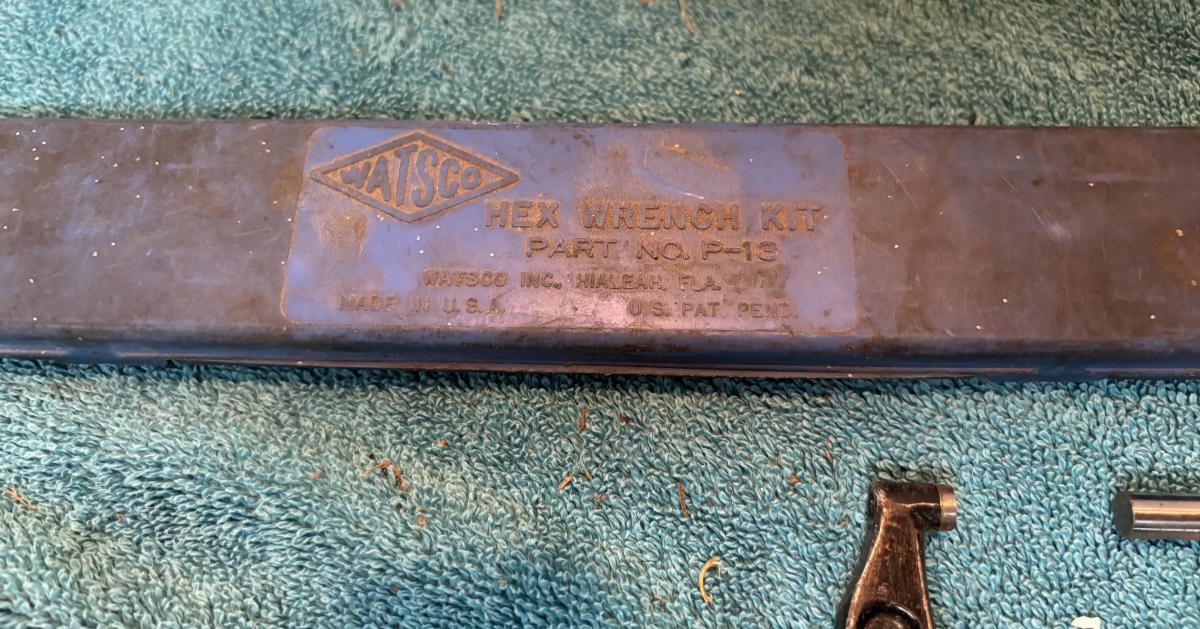 WATSCO
HEX WRENCH KIT
PART NO. P-13
WATSCO INC., HIALEAH, FLA.
MADE IN U.S.A. U.S. PAT. PEND.